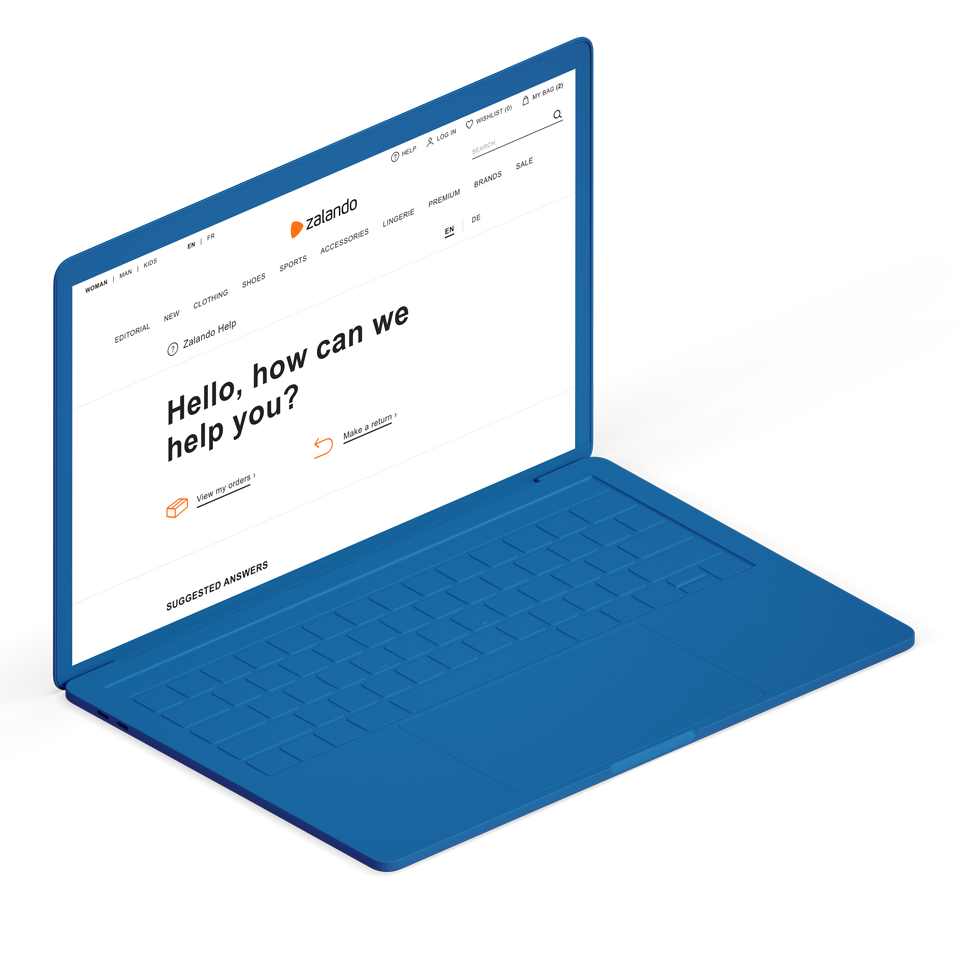 HELP LOG IN WISHLIST (0) MY BAG (2)
SEARCH
WOMAN | MAN | KIDS EN | FR
zalando
EDITORIAL NEW CLOTHING SHOES SPORTS ACCESSORIES LINGERIE PREMIUM BRANDS SALE
? Zalando Help
EN DE
Hello, how can we
help you?
View my orders ›
Make a return ›
SUGGESTED ANSWERS